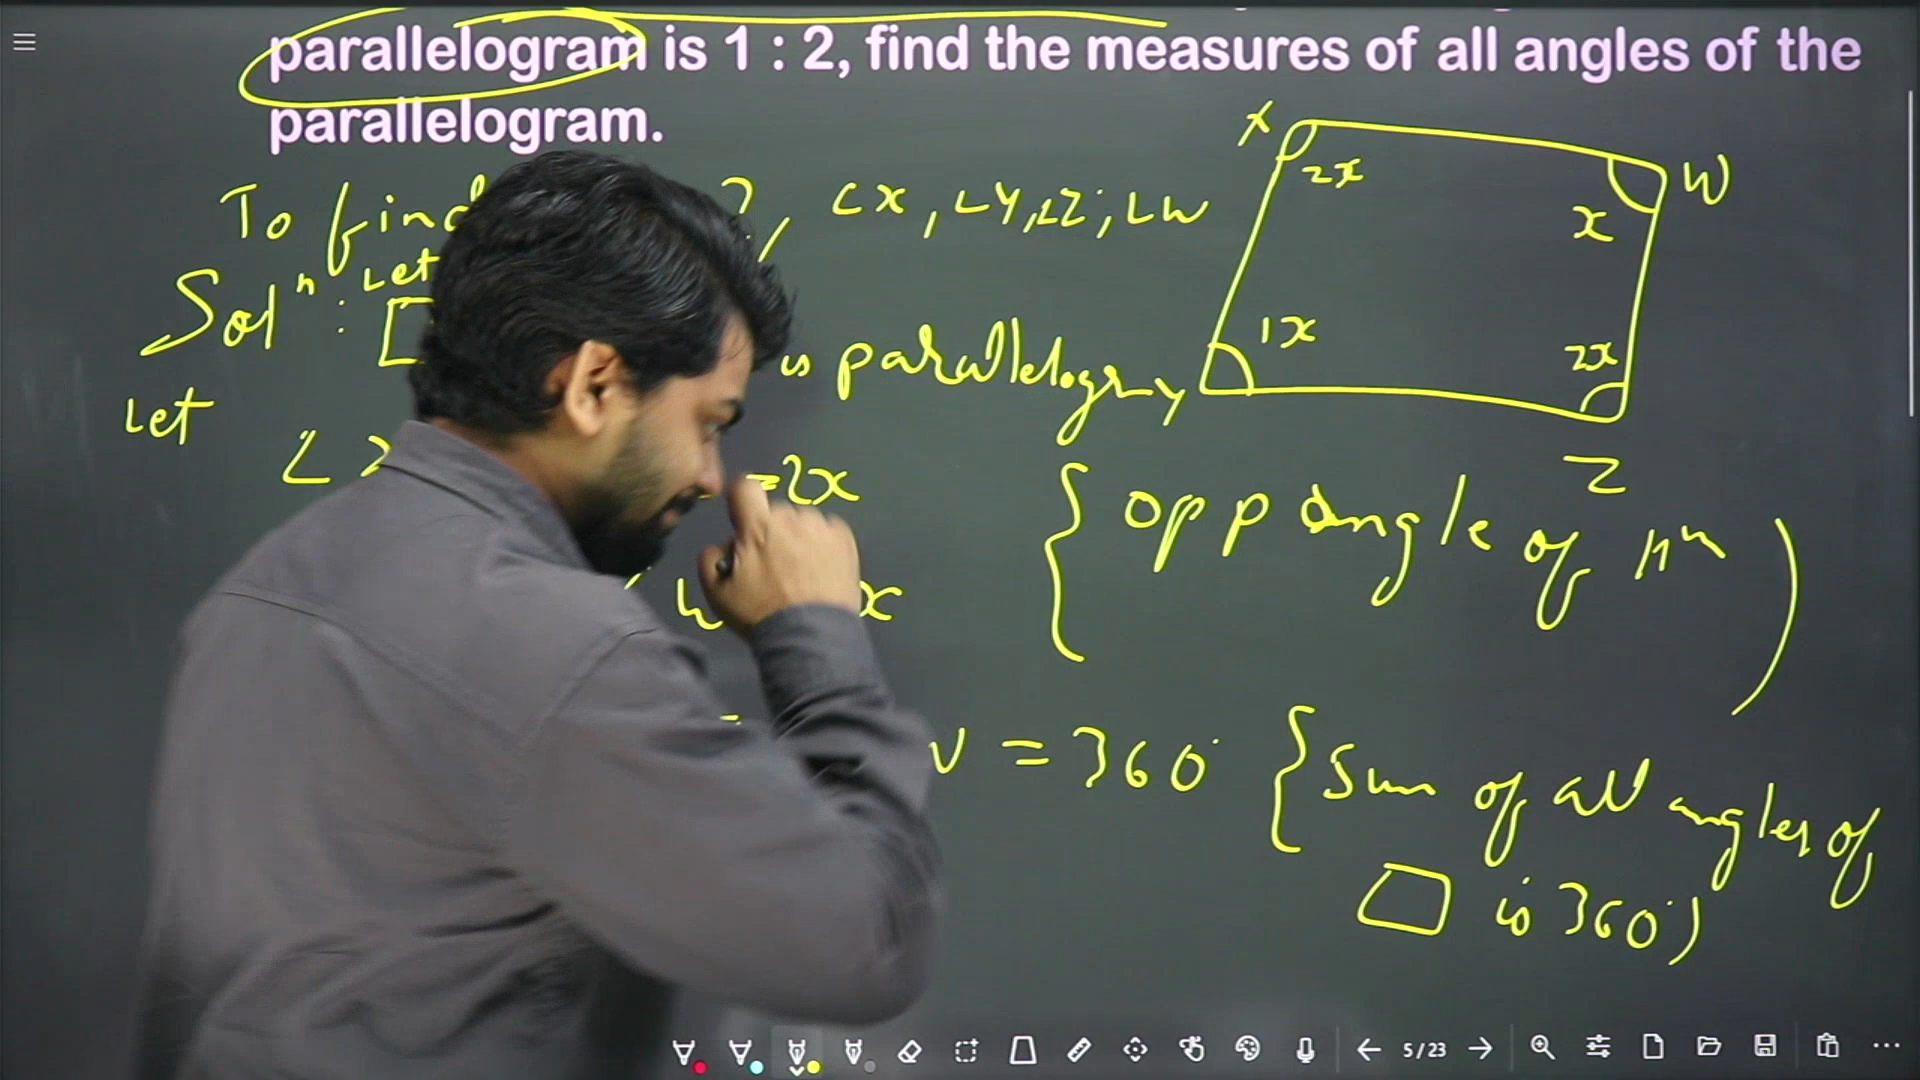 parallelogram is 1 : 2, find the measures of all angles of the
parallelogram.
To find ?, ∠X, ∠Y, ∠Z, ∠W
Solⁿ : Let
is parallelogram
Let
∠
=2x
x
{ opp angle of 11ᵐ )
= 360° { Sum of all angles of
▱ is 360°)
X
2x
W
x
1x
2x
Y
Z
5/23